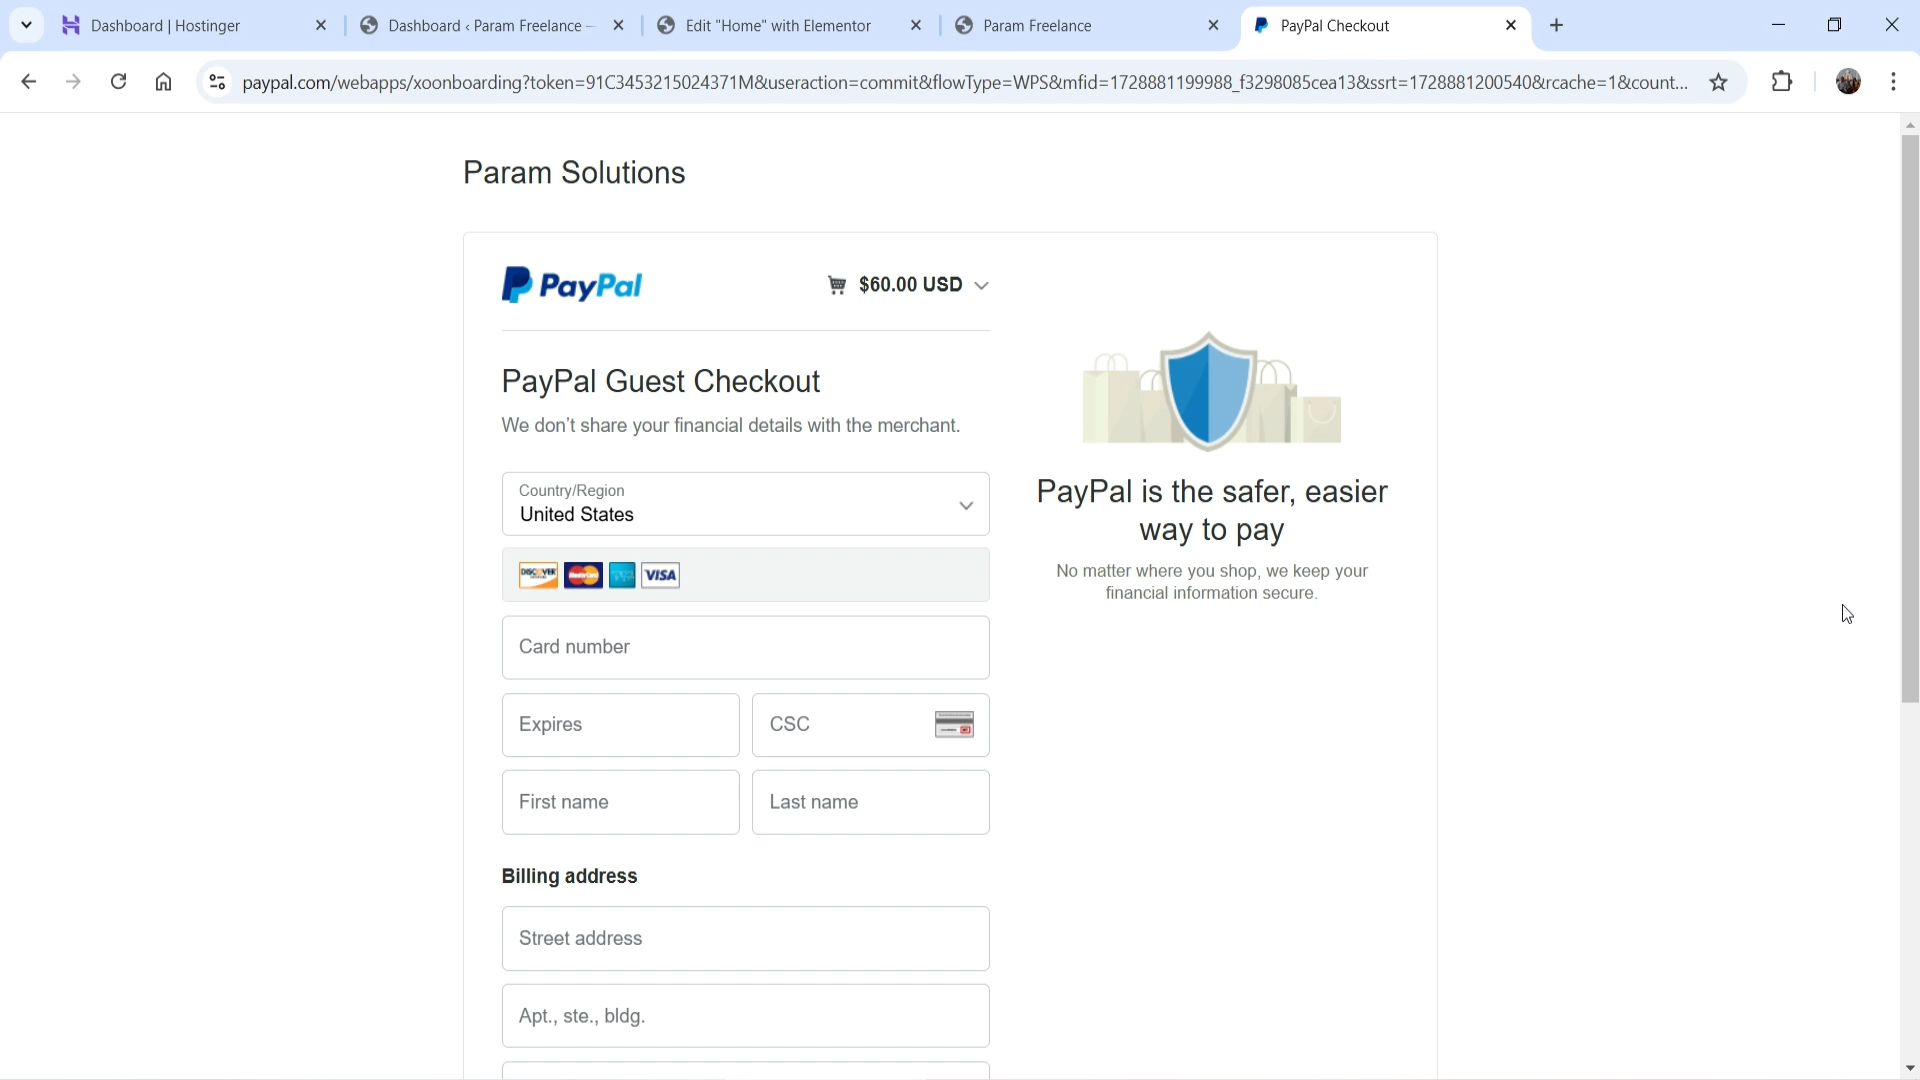 Dashboard | Hostinger
Dashboard ‹ Param Freelance —
Edit "Home" with Elementor
Param Freelance
PayPal Checkout
paypal.com/webapps/xoonboarding?token=91C3453215024371M&useraction=commit&flowType=WPS&mfid=1728881199988_f3298085cea13&ssrt=1728881200540&rcache=1&count...
Param Solutions
PayPal
$60.00 USD
PayPal Guest Checkout
We don't share your financial details with the merchant.
Country/Region
United States
DISCOVER MasterCard VISA
Card number
Expires
CSC
First name
Last name
Billing address
Street address
Apt., ste., bldg.
PayPal is the safer, easier
way to pay
No matter where you shop, we keep your
financial information secure.